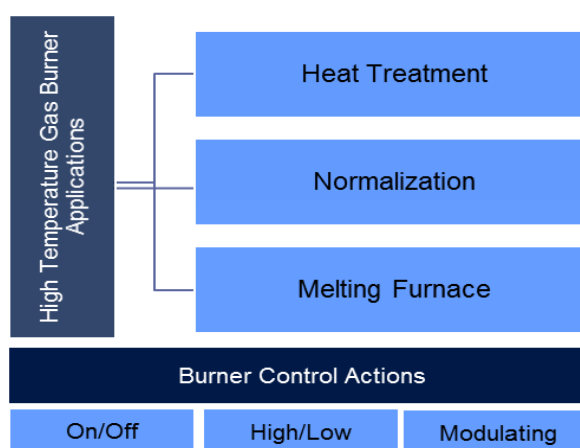 High Temperature Gas Burner
Applications
Heat Treatment
Normalization
Melting Furnace
Burner Control Actions
On/Off
High/Low
Modulating